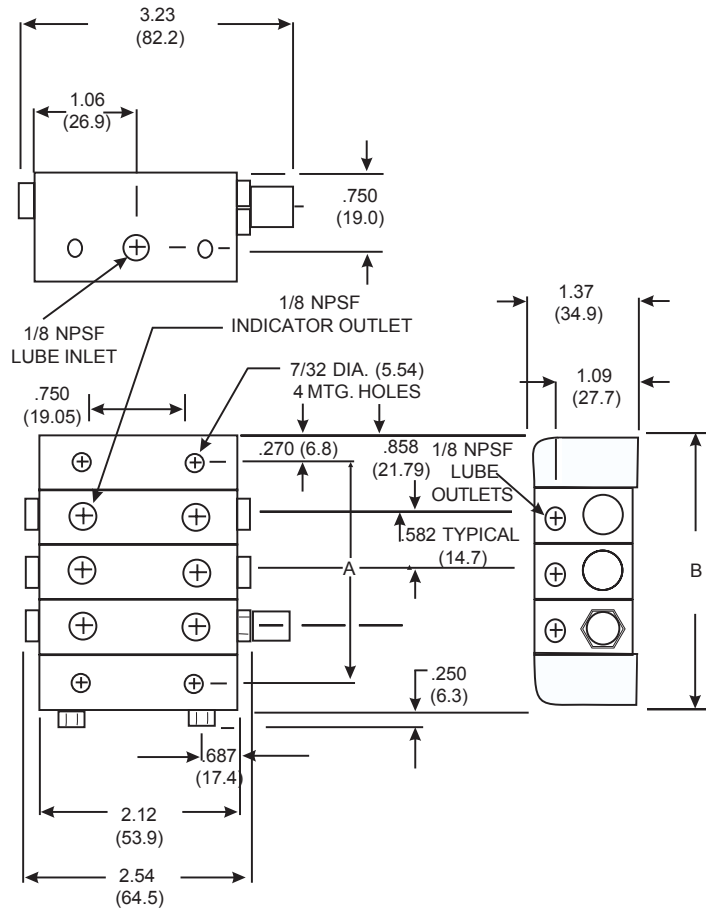 3.23
(82.2)
1.06
(26.9)
.750
(19.0)
1/8 NPSF
LUBE INLET
1/8 NPSF
INDICATOR OUTLET
7/32 DIA. (5.54)
4 MTG. HOLES
1.37
(34.9)
1.09
(27.7)
.750
(19.05)
.270 (6.8)
.858
(21.79)
1/8 NPSF
LUBE
OUTLETS
.582 TYPICAL
(14.7)
A
B
.250
(6.3)
.687
(17.4)
2.12
(53.9)
2.54
(64.5)